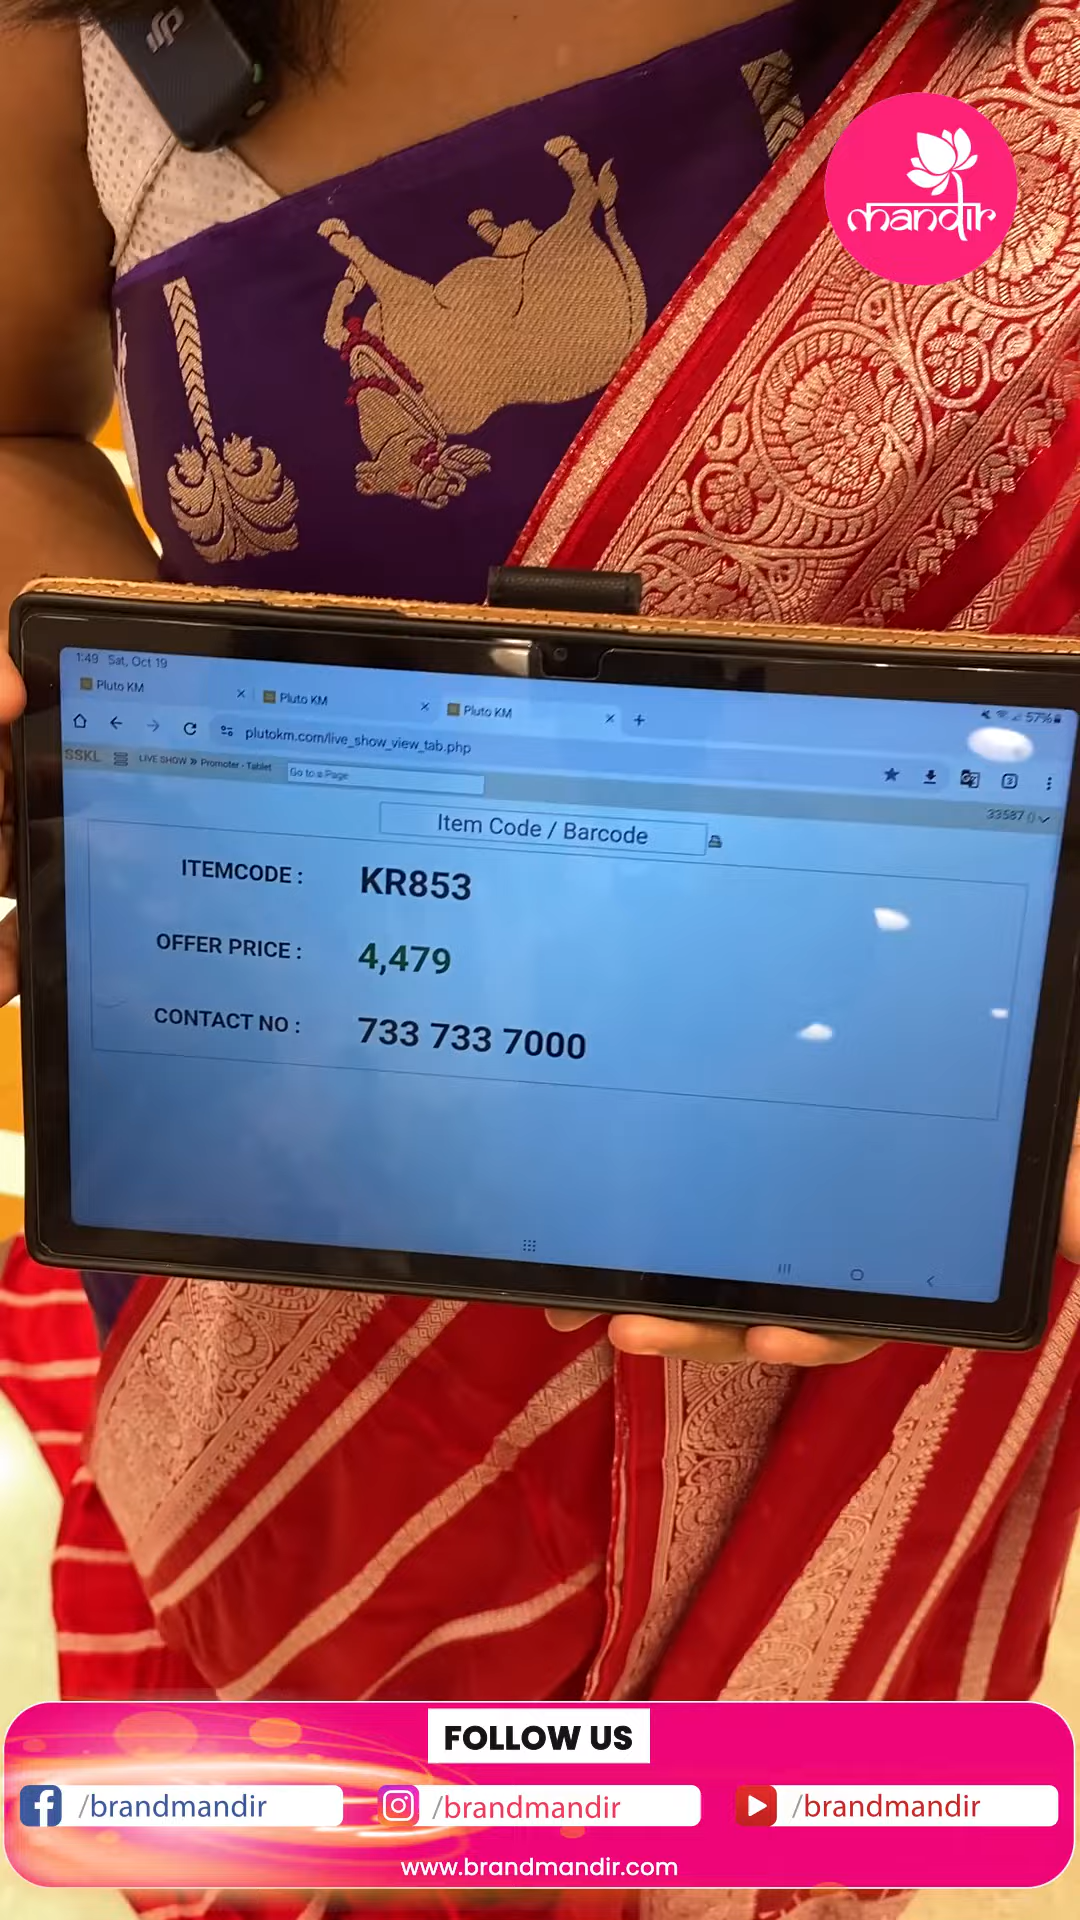 mandir
1:49 Sat, Oct 19
57%
Pluto KM
Pluto KM
Pluto KM
plutokm.com/live_show_view_tab.php
SSKL
LIVE SHOW » Promoter - Tablet
Go to a Page
33587 ()
Item Code / Barcode
ITEMCODE : KR853
OFFER PRICE : 4,479
CONTACT NO : 733 733 7000
FOLLOW US
/brandmandir
/brandmandir
/brandmandir
www.brandmandir.com